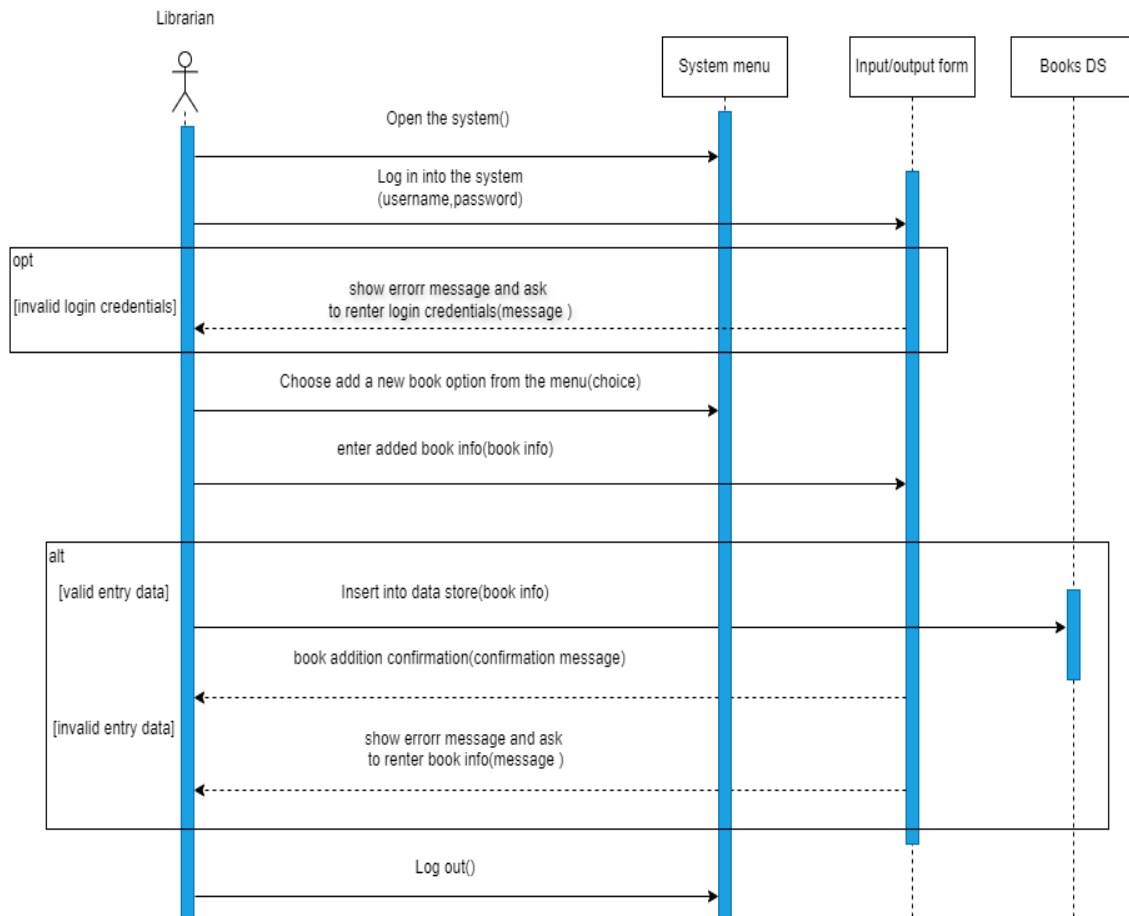 Librarian
System menu
Input/output form
Books DS
Open the system()
Log in into the system
(username,password)
opt
[invalid login credentials]
show errorr message and ask
to renter login credentials(message )
Choose add a new book option from the menu(choice)
enter added book info(book info)
alt
[valid entry data]
Insert into data store(book info)
book addition confirmation(confirmation message)
[invalid entry data]
show errorr message and ask
to renter book info(message )
Log out()